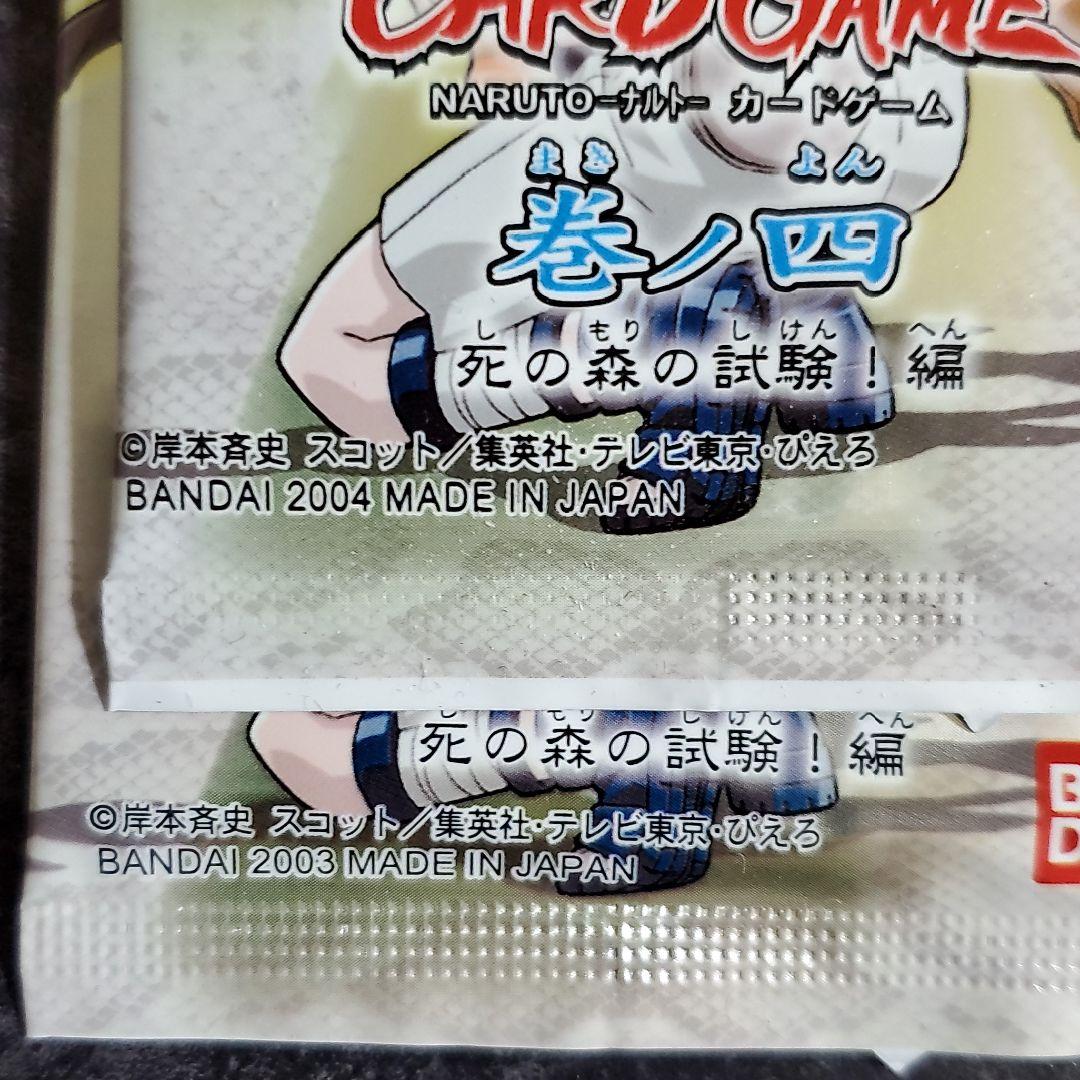 CARD GAME
NARUTO-ナルト- カードゲーム
まき よん
巻ノ四
し もり し けん へん
死の森の試験!編
©岸本斉史 スコット/集英社・テレビ東京・ぴえろ
BANDAI 2004 MADE IN JAPAN
し もり し けん へん
死の森の試験!編
©岸本斉史 スコット/集英社・テレビ東京・ぴえろ
BANDAI 2003 MADE IN JAPAN
B
D